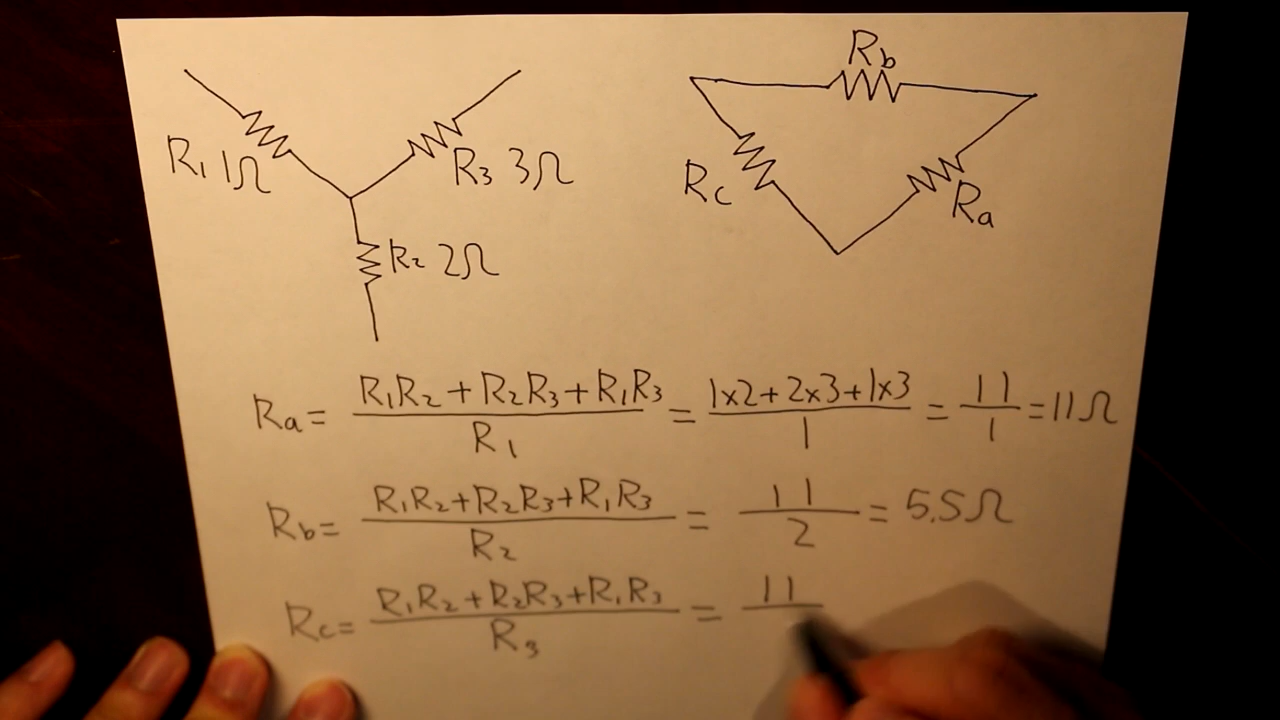 R1 1Ω
R3 3Ω
R2 2Ω
Rb
Rc
Ra
Ra = R1R2 + R2R3 + R1R3 / R1 = 1x2+2x3+1x3 / 1 = 11 / 1 = 11Ω
Rb = R1R2+R2R3+R1R3 / R2 = 11 / 2 = 5.5Ω
Rc = R1R2+R2R3+R1R3 / R3 = 11